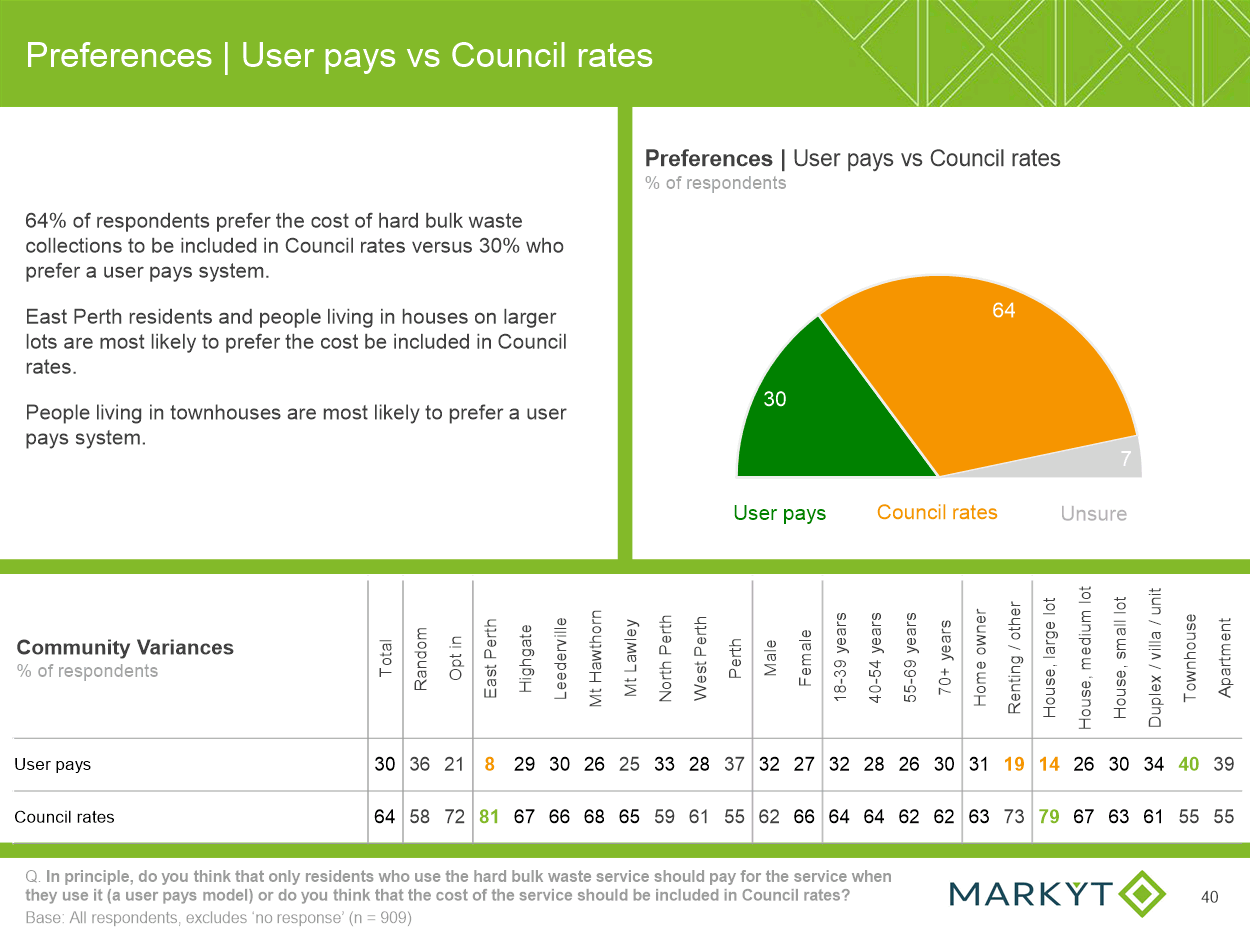 Preferences | User pays vs Council rates
64% of respondents prefer the cost of hard bulk waste
collections to be included in Council rates versus 30% who
prefer a user pays system.
East Perth residents and people living in houses on larger
lots are most likely to prefer the cost be included in Council
rates.
People living in townhouses are most likely to prefer a user
pays system.
Preferences | User pays vs Council rates
% of respondents
64
30
7
User pays Council rates Unsure
Community Variances
% of respondents
Total
Random
Opt in
East Perth
Highgate
Leederville
Mt Hawthorn
Mt Lawley
North Perth
West Perth
Perth
Male
Female
18-39 years
40-54 years
55-69 years
70+ years
Home owner
Renting / other
House, large lot
House, medium lot
House, small lot
Duplex / villa / unit
Townhouse
Apartment
User pays 30 36 21 8 29 30 26 25 33 28 37 32 27 32 28 26 30 31 19 14 26 30 34 40 39
Council rates 64 58 72 81 67 66 68 65 59 61 55 62 66 64 64 62 62 63 73 79 67 63 61 55 55
Q. In principle, do you think that only residents who use the hard bulk waste service should pay for the service when
they use it (a user pays model) or do you think that the cost of the service should be included in Council rates?
Base: All respondents, excludes 'no response' (n = 909)
MARKYT
40